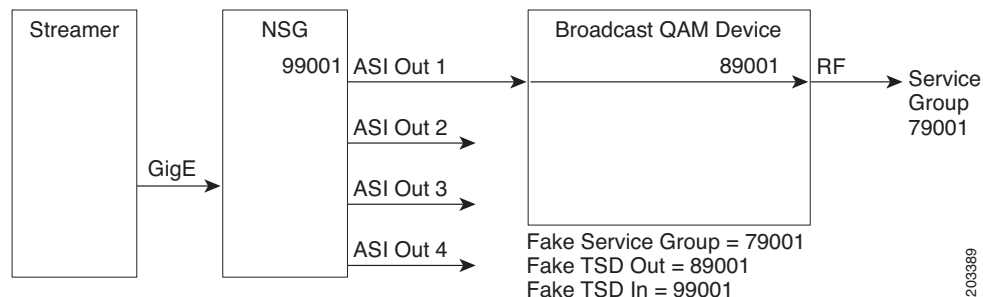 Streamer
NSG
Broadcast QAM Device
99001
ASI Out 1
89001
RF
Service
Group
79001
ASI Out 2
GigE
ASI Out 3
ASI Out 4
Fake Service Group = 79001
Fake TSD Out = 89001
Fake TSD In = 99001
203389